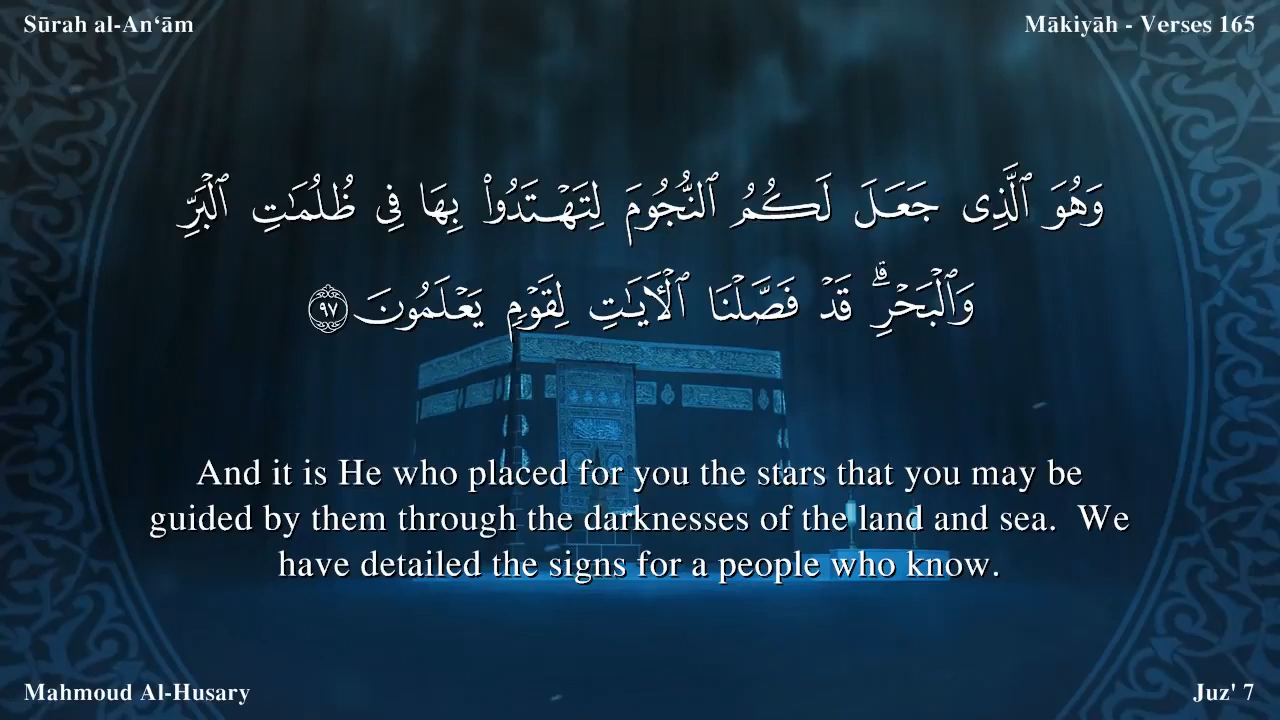 Sūrah al-An‘ām
Mākiyāh - Verses 165
وَهُوَ ٱلَّذِى جَعَلَ لَكُمُ ٱلنُّجُومَ لِتَهْتَدُوا۟ بِهَا فِى ظُلُمَـٰتِ ٱلْبَرِّ
وَٱلْبَحْرِ ۗ قَدْ فَصَّلْنَا ٱلْـَٔايَـٰتِ لِقَوْمٍ يَعْلَمُونَ ٩٧
And it is He who placed for you the stars that you may be
guided by them through the darknesses of the land and sea.  We
have detailed the signs for a people who know.
Mahmoud Al-Husary
Juz' 7